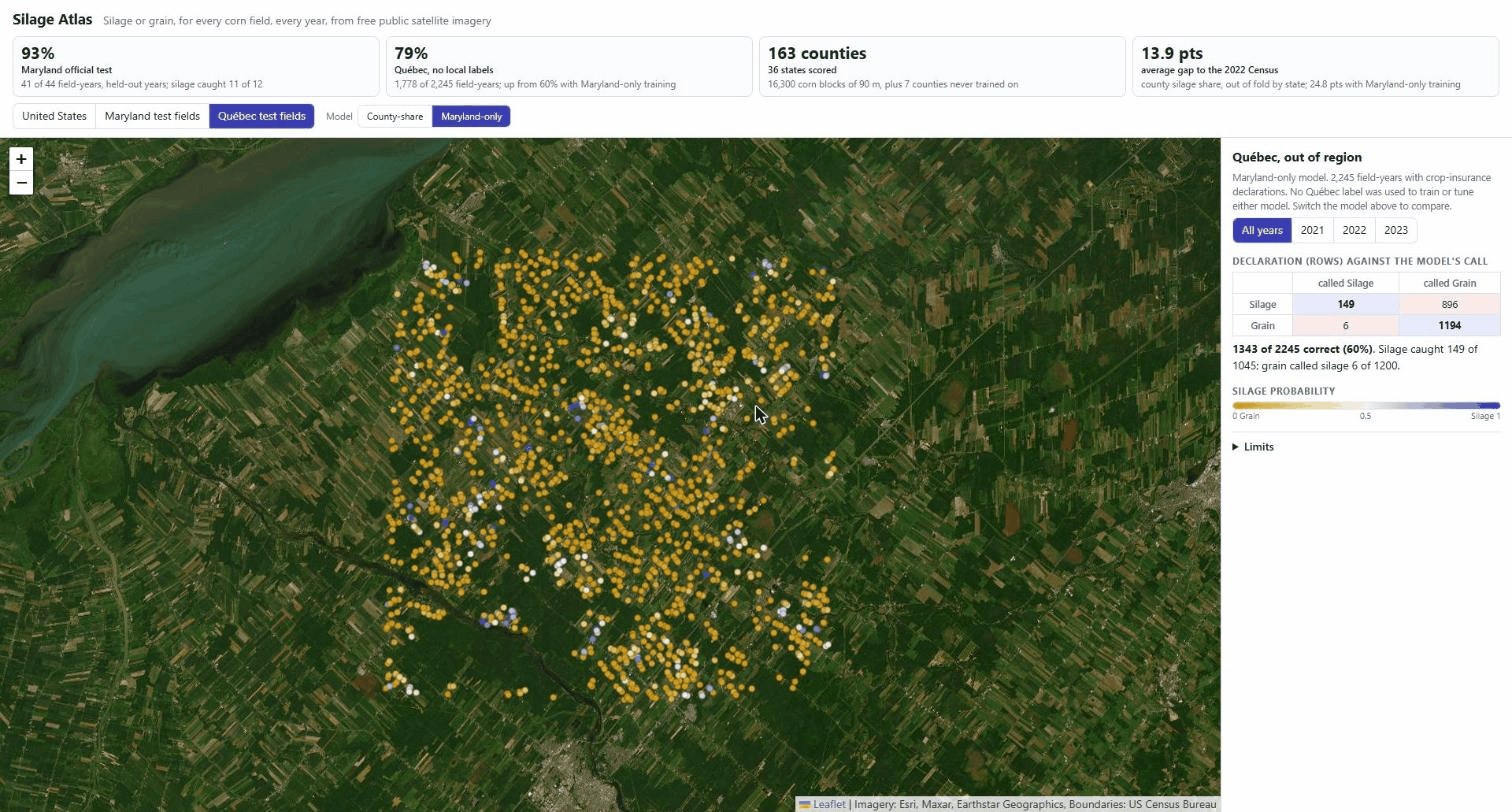 Silage Atlas Silage or grain, for every corn field, every year, from free public satellite imagery
93%
Maryland official test
41 of 44 field-years, held-out years; silage caught 11 of 12
79%
Québec, no local labels
1,778 of 2,245 field-years; up from 60% with Maryland-only training
163 counties
36 states scored
16,300 corn blocks of 90 m, plus 7 counties never trained on
13.9 pts
average gap to the 2022 Census
county silage share, out of fold by state; 24.8 pts with Maryland-only training
United States Maryland test fields Québec test fields Model County-share Maryland-only
+
−
Québec, out of region
Maryland-only model. 2,245 field-years with crop-insurance
declarations. No Québec label was used to train or tune
either model. Switch the model above to compare.
All years 2021 2022 2023
DECLARATION (ROWS) AGAINST THE MODEL'S CALL
called Silage called Grain
Silage 149 896
Grain 6 1194
1343 of 2245 correct (60%). Silage caught 149 of
1045; grain called silage 6 of 1200.
SILAGE PROBABILITY
0 Grain 0.5 Silage 1
Limits
Leaflet | Imagery: Esri, Maxar, Earthstar Geographics, Boundaries: US Census Bureau